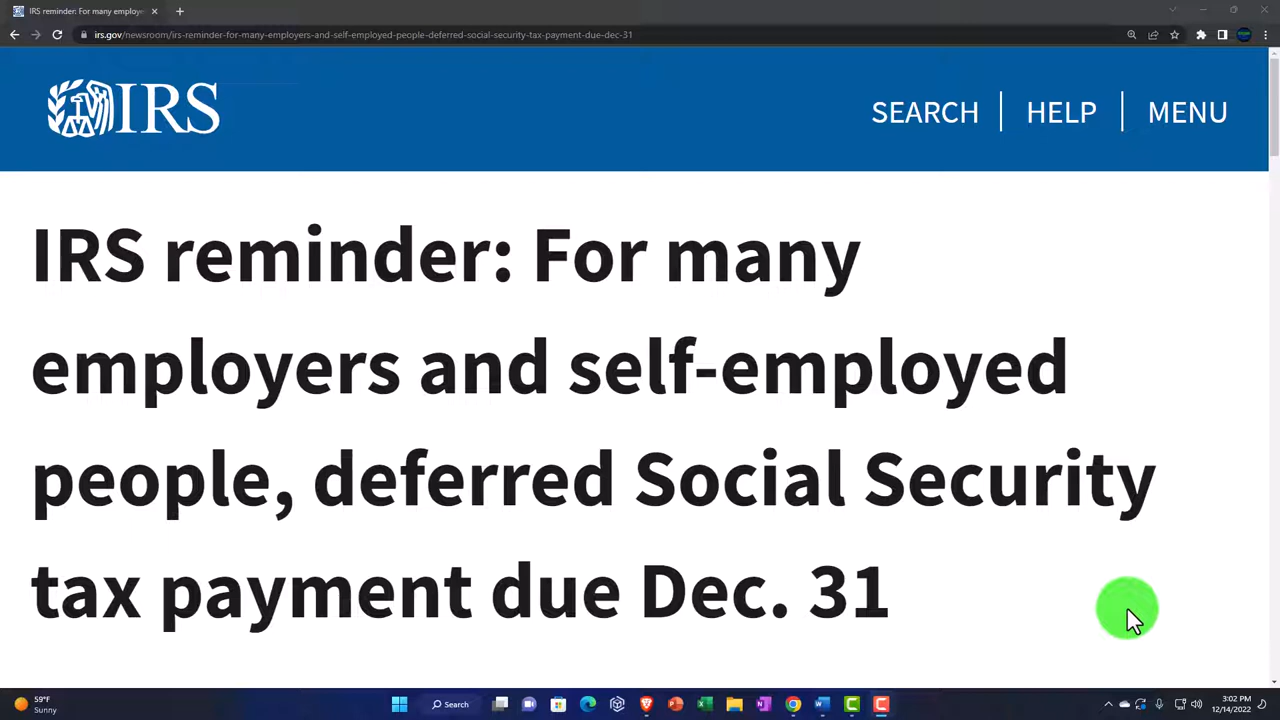 IRS reminder: For many employe
irs.gov/newsroom/irs-reminder-for-many-employers-and-self-employed-people-deferred-social-security-tax-payment-due-dec-31
IRS
SEARCH
HELP
MENU
IRS reminder: For many
employers and self-employed
people, deferred Social Security
tax payment due Dec. 31
59°F
Sunny
Search
3:02 PM
12/14/2022